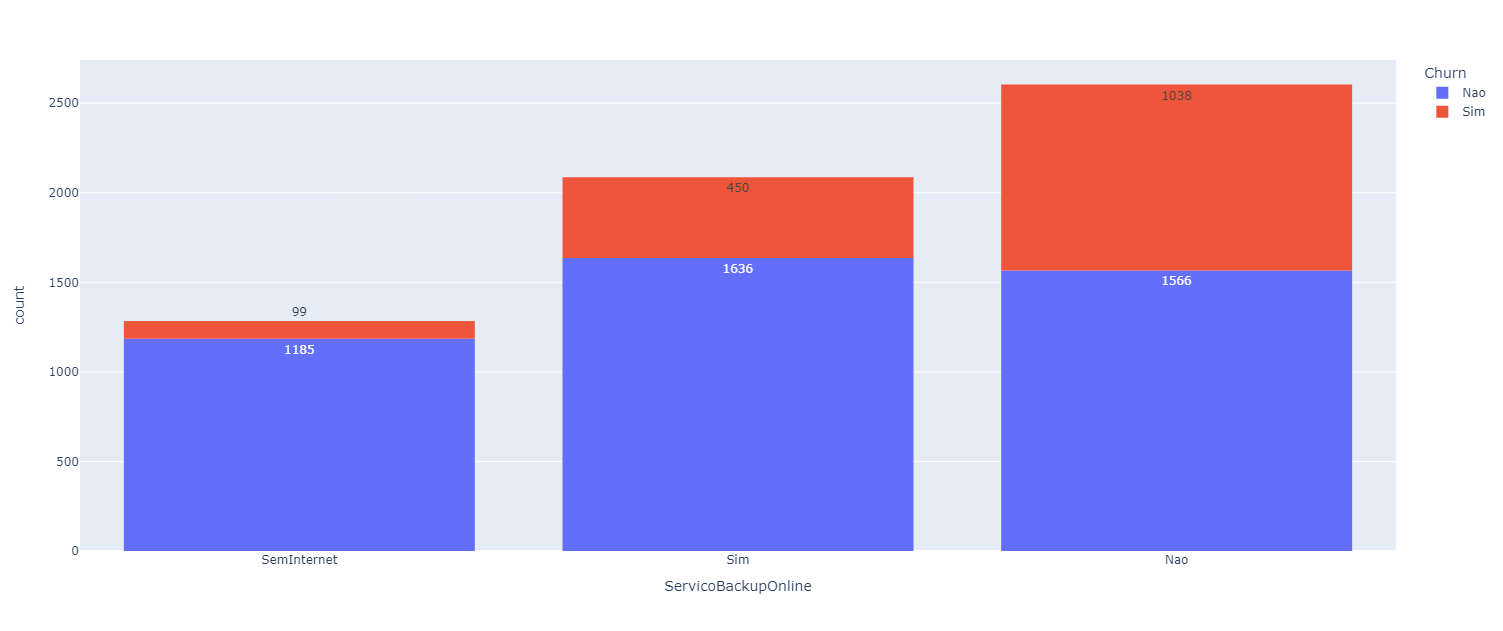 Churn
Nao
Sim
2500
2000
1500
1000
500
0
count
99
1185
450
1636
1038
1566
SemInternet
Sim
Nao
ServicoBackupOnline